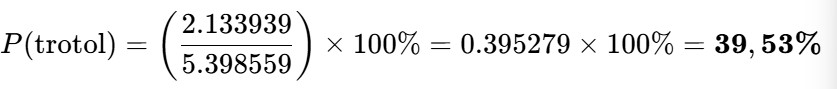 P(trotol) = (2.133939 / 5.398559) × 100% = 0.395279 × 100% = 39,53%